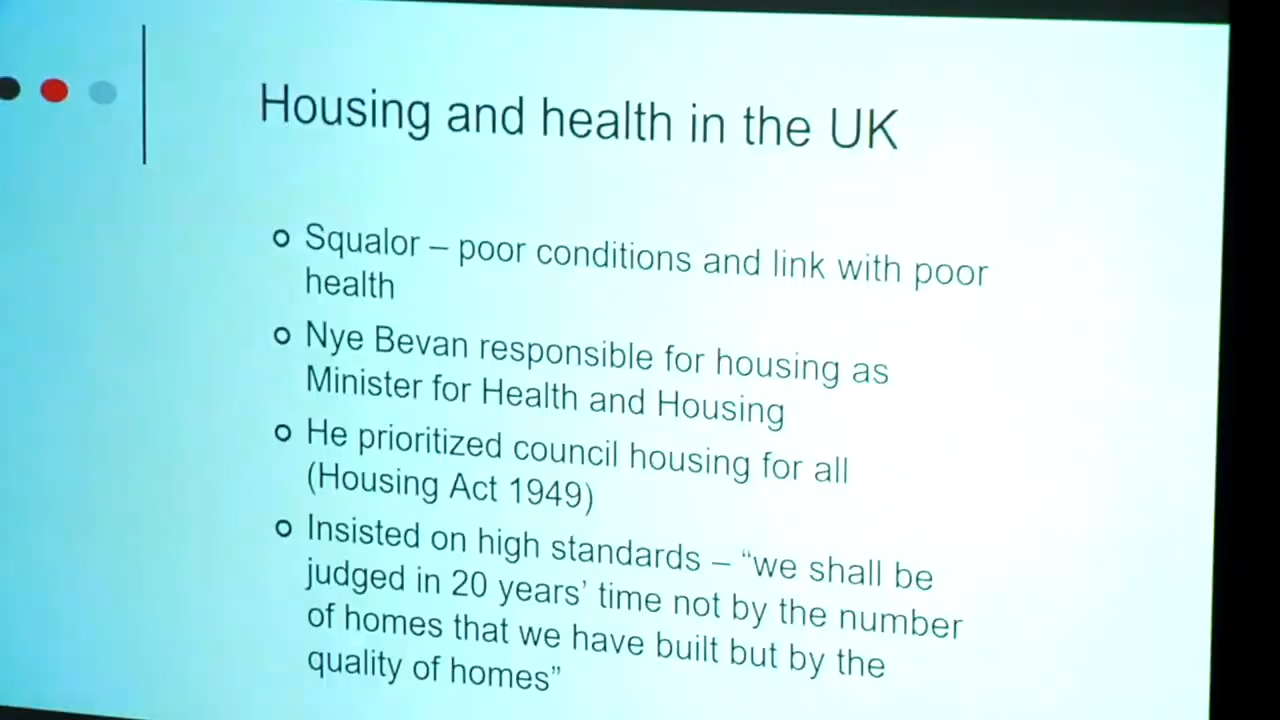 Housing and health in the UK
Squalor – poor conditions and link with poor
health
Nye Bevan responsible for housing as
Minister for Health and Housing
He prioritized council housing for all
(Housing Act 1949)
Insisted on high standards – “we shall be
judged in 20 years’ time not by the number
of homes that we have built but by the
quality of homes”